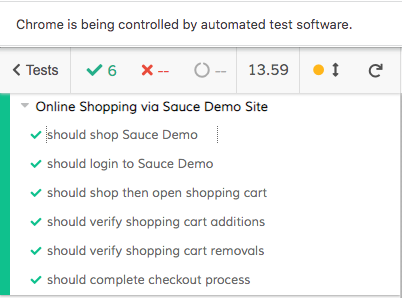 Chrome is being controlled by automated test software.
< Tests ✔ 6 ✖ -- -- 13.59
Online Shopping via Sauce Demo Site
should shop Sauce Demo
should login to Sauce Demo
should shop then open shopping cart
should verify shopping cart additions
should verify shopping cart removals
should complete checkout process